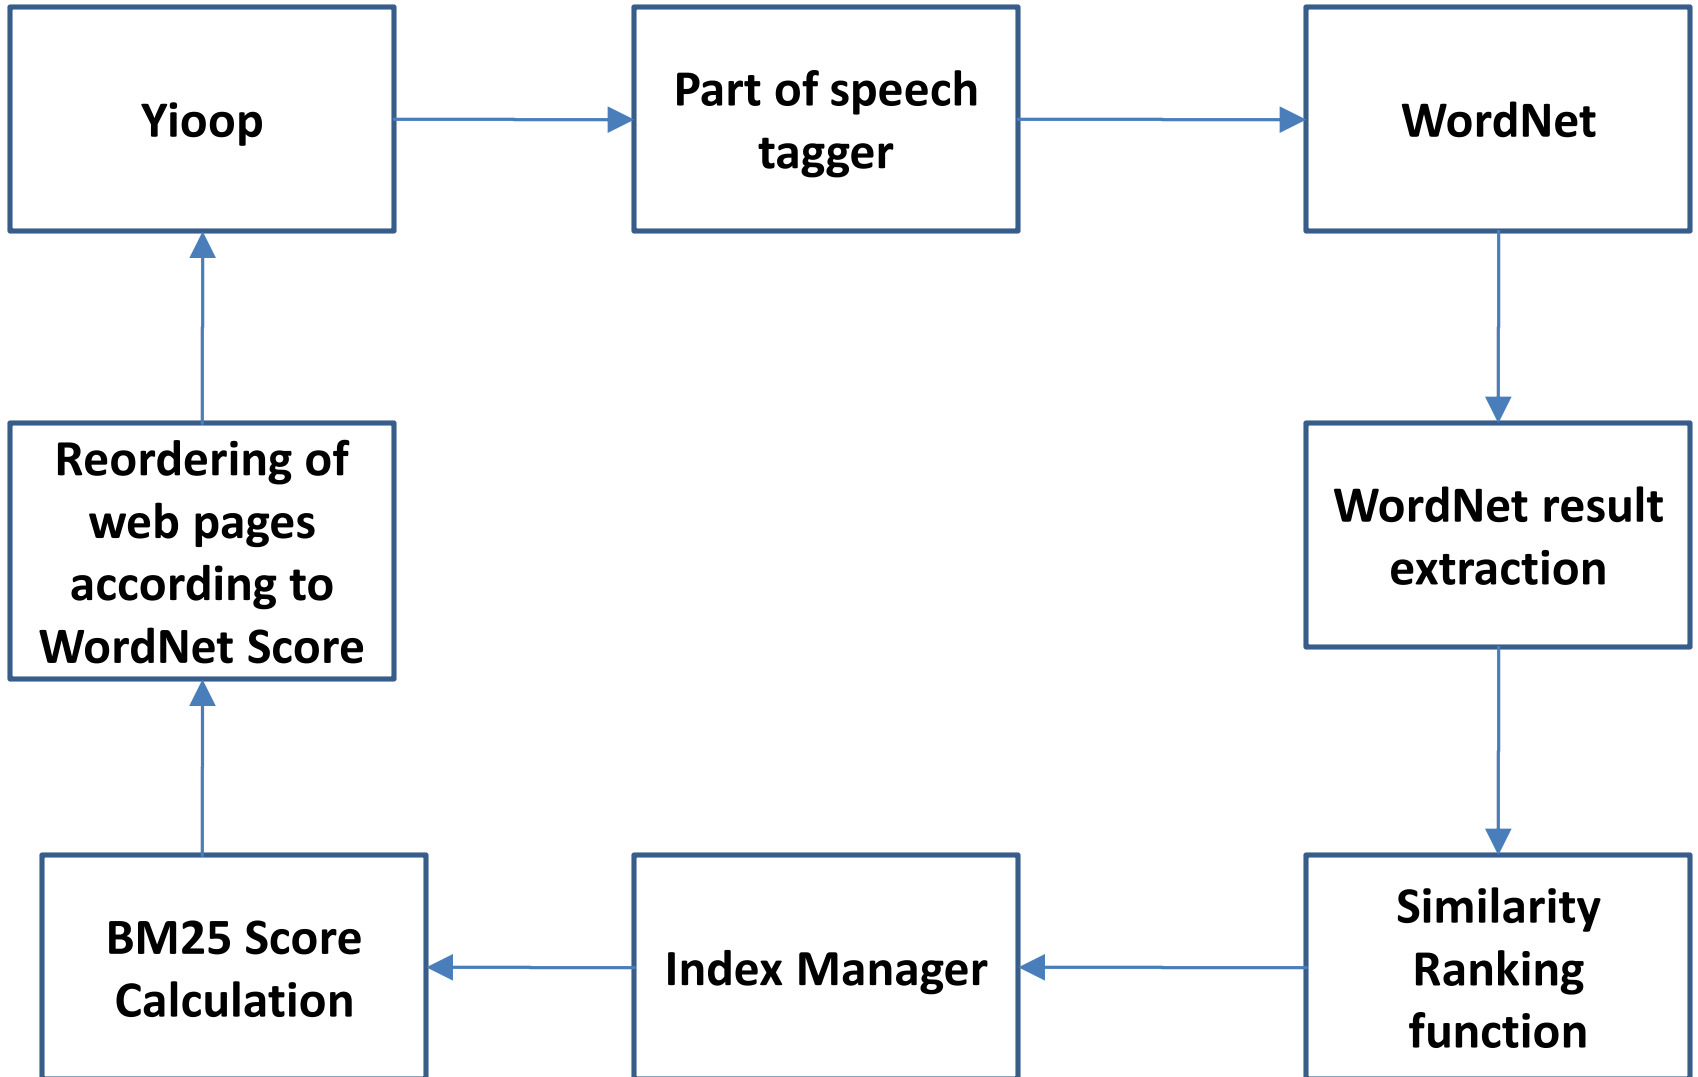 Yioop
Part of speech
tagger
WordNet
Reordering of
web pages
according to
WordNet Score
WordNet result
extraction
BM25 Score
Calculation
Index Manager
Similarity
Ranking
function